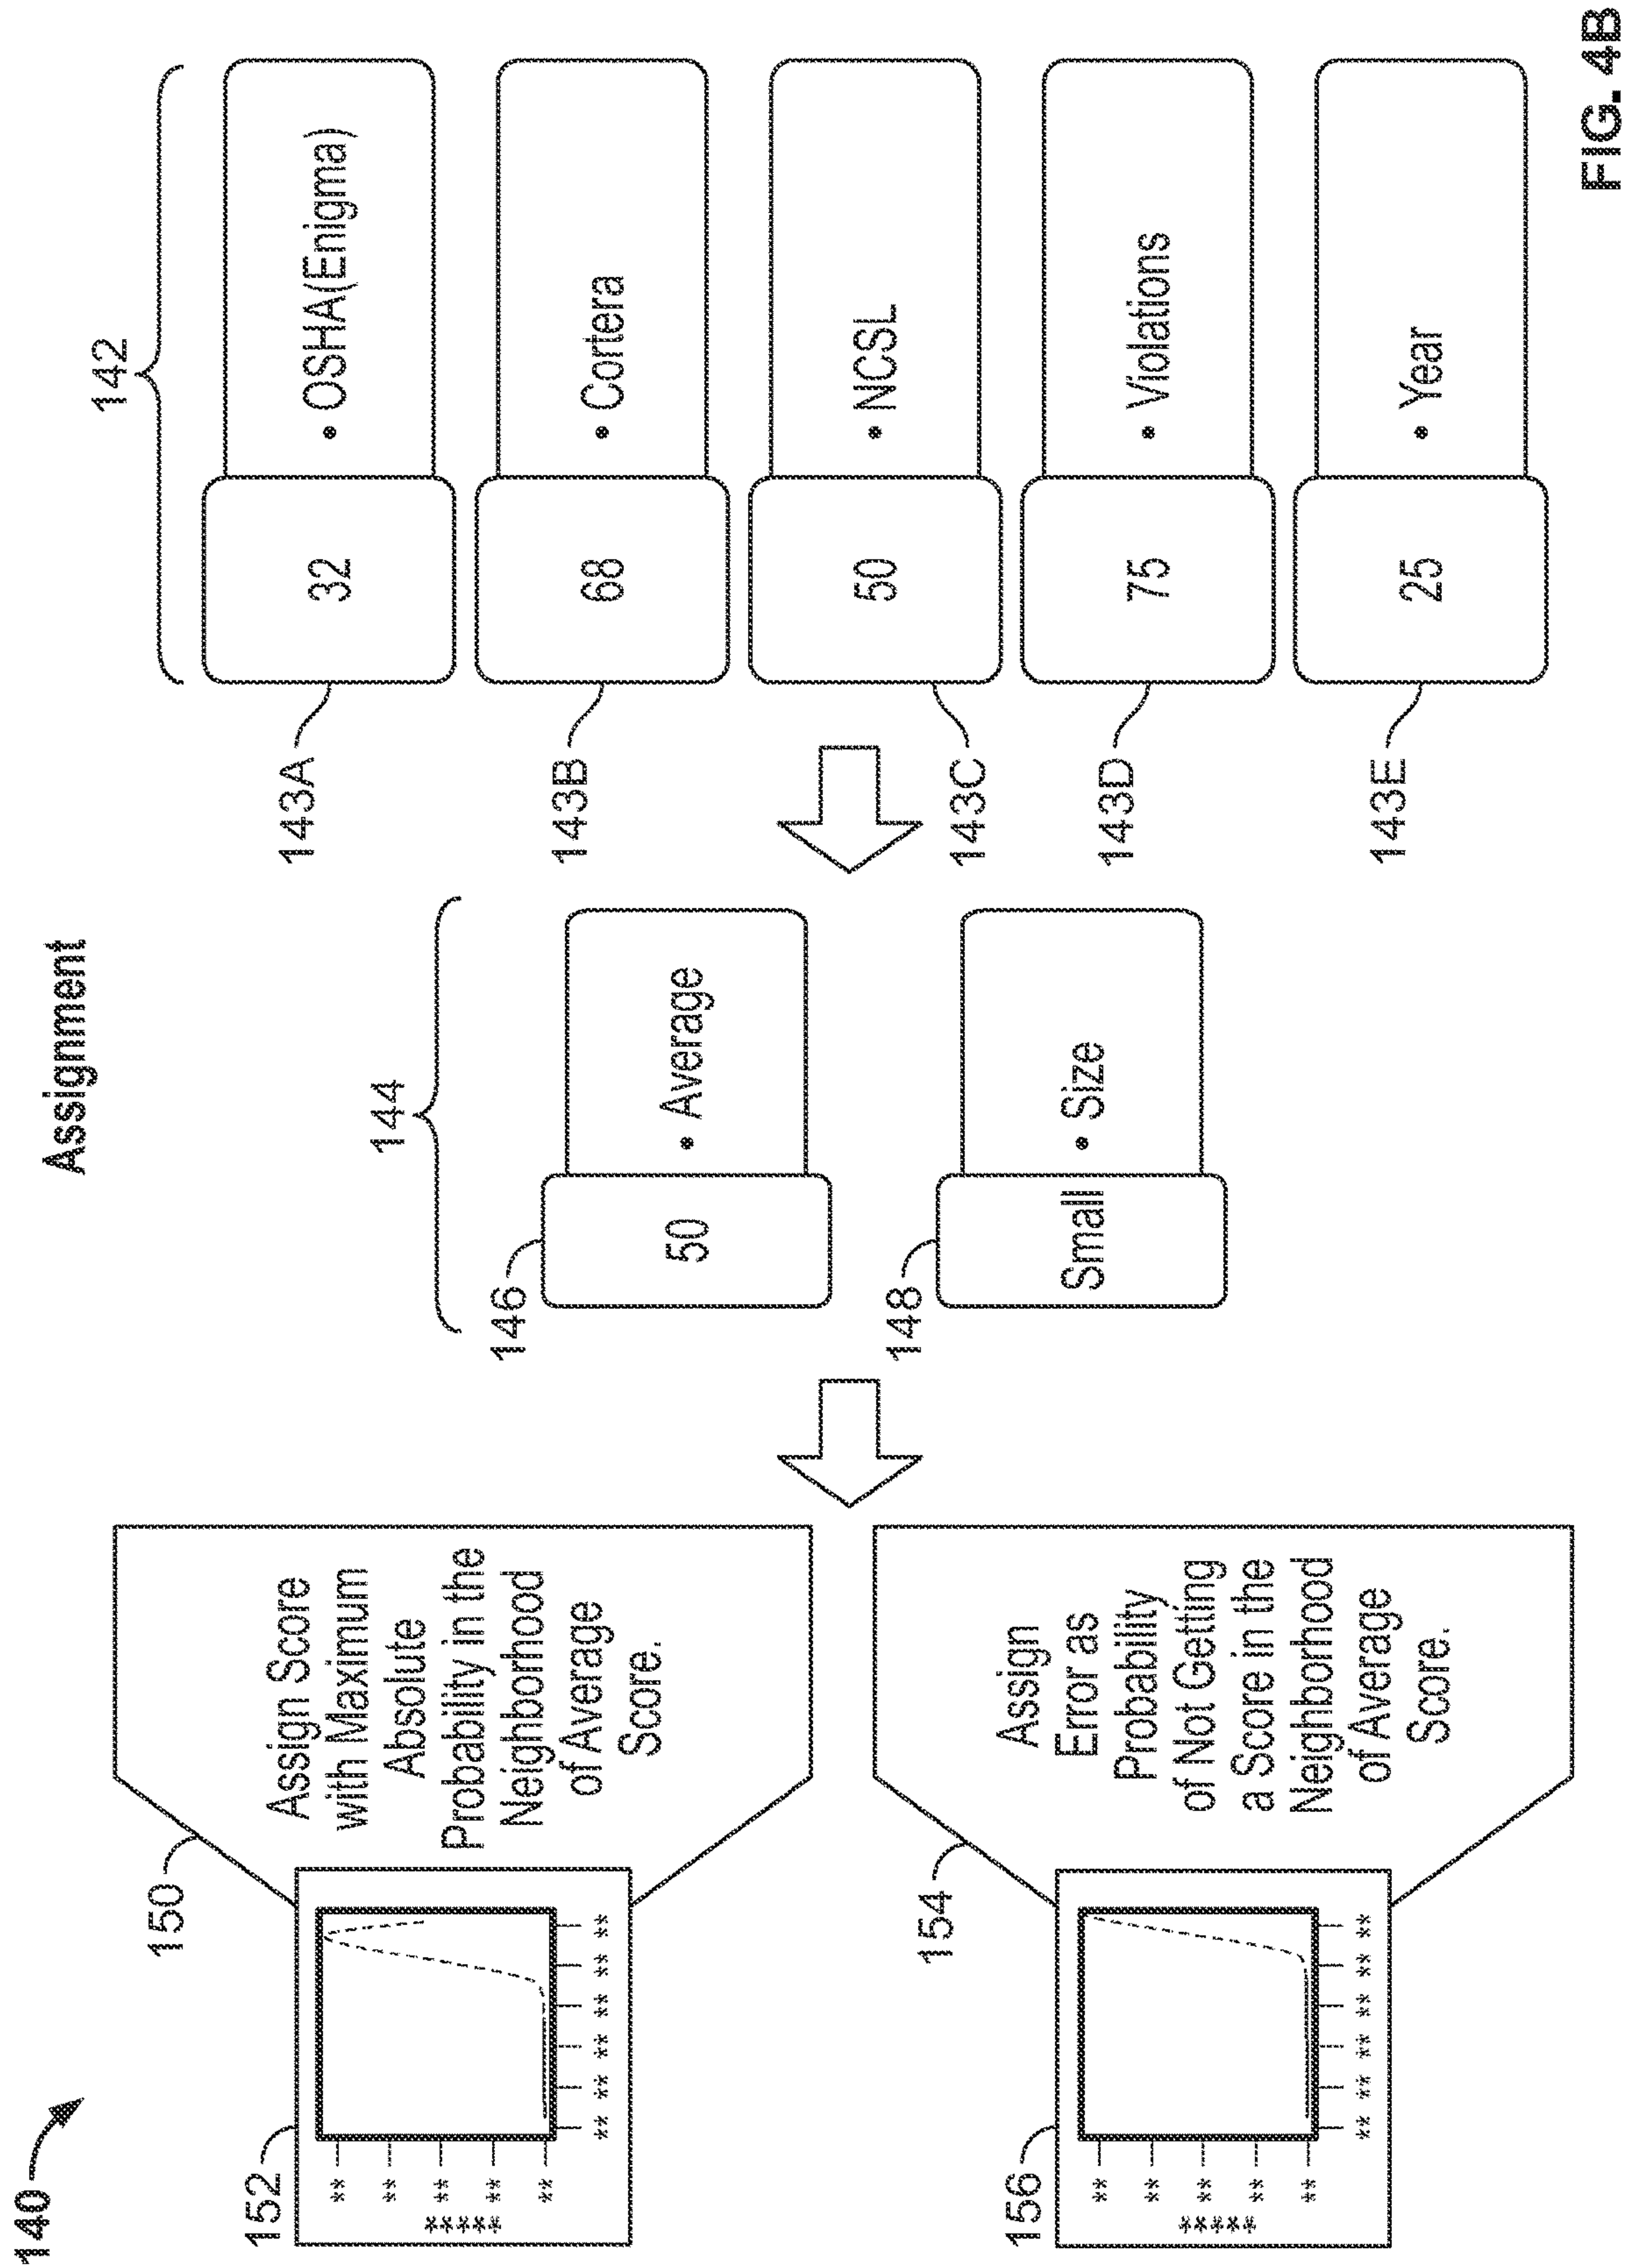 140
Assignment
142
143A
32
• OSHA(Enigma)
143B
68
• Cortera
143C
50
• NCSL
143D
75
• Violations
143E
25
• Year
144
146
50
• Average
148
Small
• Size
150
Assign Score
with Maximum
Absolute
Probability in the
Neighborhood
of Average
Score.
152
**
**
**
**
**
*****
** ** ** ** ** **
154
Assign
Error as
Probability
of Not Getting
a Score in the
Neighborhood
of Average
Score.
156
**
**
**
**
**
*****
** ** ** ** ** **
FIG. 4B